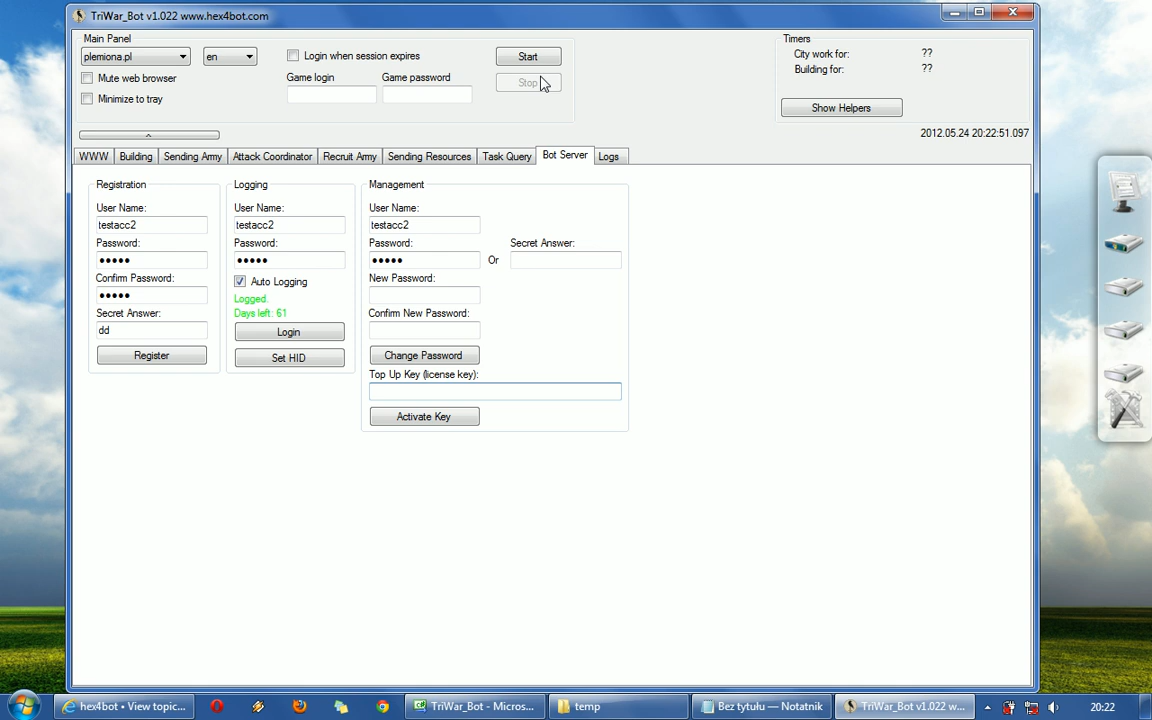 TriWar_Bot v1.022 www.hex4bot.com
Main Panel
plemiona.pl
en
Login when session expires
Start
Mute web browser
Game login
Game password
Stop
Minimize to tray
Timers
City work for:
??
Building for:
??
Show Helpers
^
2012.05.24 20:22:51.097
WWW
Building
Sending Army
Attack Coordinator
Recruit Army
Sending Resources
Task Query
Bot Server
Logs
Registration
User Name:
testacc2
Password:
●●●●●
Confirm Password:
●●●●●
Secret Answer:
dd
Register
Logging
User Name:
testacc2
Password:
●●●●●
Auto Logging
Logged.
Days left: 61
Login
Set HID
Management
User Name:
testacc2
Password:
●●●●●
Or
Secret Answer:
New Password:
Confirm New Password:
Change Password
Top Up Key (license key):
Activate Key
hex4bot • View topic...
TriWar_Bot - Micros...
temp
Bez tytułu — Notatnik
TriWar_Bot v1.022 w...
20:22